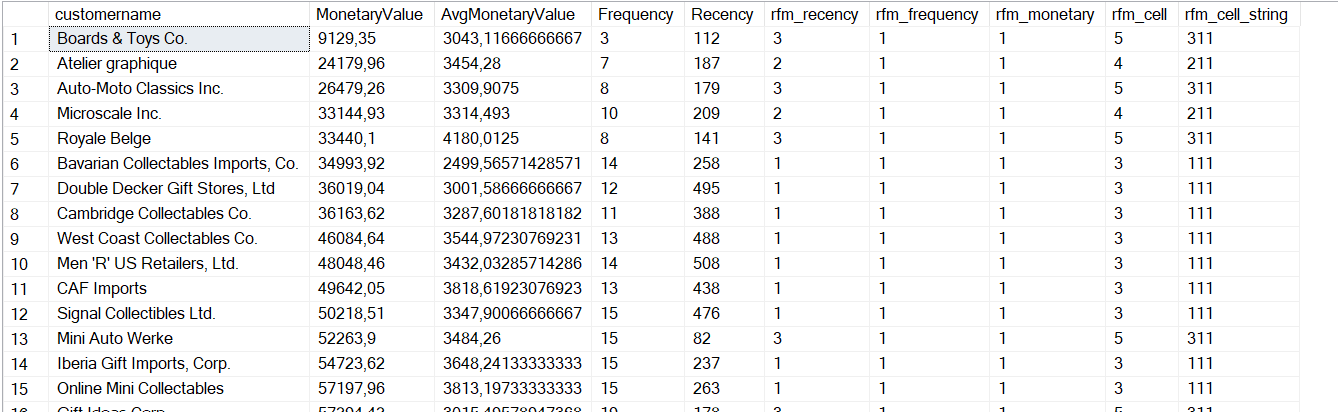 customername MonetaryValue AvgMonetaryValue Frequency Recency rfm_recency rfm_frequency rfm_monetary rfm_cell rfm_cell_string
1 Boards & Toys Co. 9129,35 3043,11666666667 3 112 3 1 1 5 311
2 Atelier graphique 24179,96 3454,28 7 187 2 1 1 4 211
3 Auto-Moto Classics Inc. 26479,26 3309,9075 8 179 3 1 1 5 311
4 Microscale Inc. 33144,93 3314,493 10 209 2 1 1 4 211
5 Royale Belge 33440,1 4180,0125 8 141 3 1 1 5 311
6 Bavarian Collectables Imports, Co. 34993,92 2499,56571428571 14 258 1 1 1 3 111
7 Double Decker Gift Stores, Ltd 36019,04 3001,58666666667 12 495 1 1 1 3 111
8 Cambridge Collectables Co. 36163,62 3287,60181818182 11 388 1 1 1 3 111
9 West Coast Collectables Co. 46084,64 3544,97230769231 13 488 1 1 1 3 111
10 Men 'R' US Retailers, Ltd. 48048,46 3432,03285714286 14 508 1 1 1 3 111
11 CAF Imports 49642,05 3818,61923076923 13 438 1 1 1 3 111
12 Signal Collectibles Ltd. 50218,51 3347,90066666667 15 476 1 1 1 3 111
13 Mini Auto Werke 52263,9 3484,26 15 82 3 1 1 5 311
14 Iberia Gift Imports, Corp. 54723,62 3648,24133333333 15 237 1 1 1 3 111
15 Online Mini Collectables 57197,96 3813,19733333333 15 263 1 1 1 3 111
16 Gift Ideas Corp. 57294,42 3015,49578947368 19 178 3 1 1 5 311